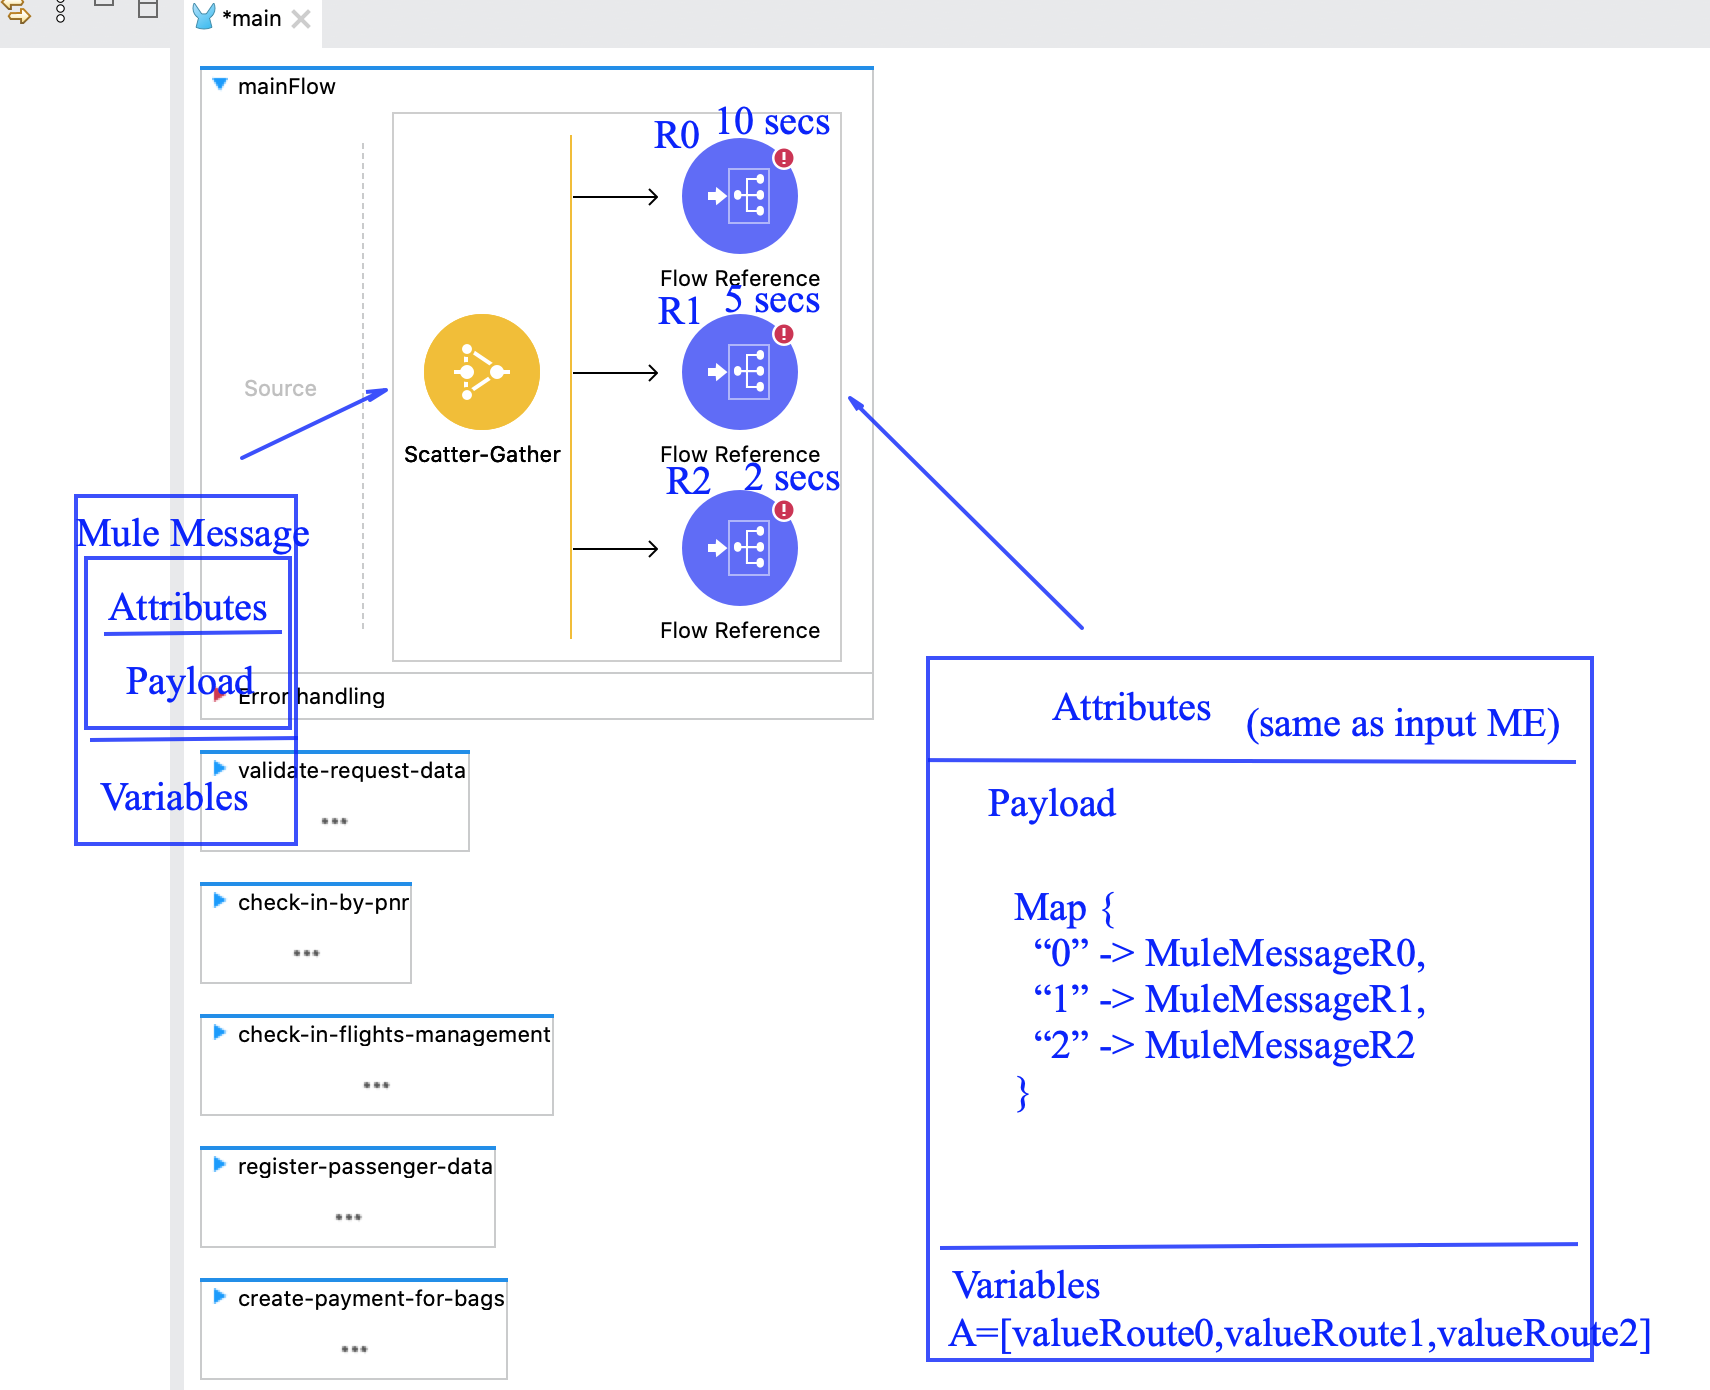 *main
mainFlow
R0 10 secs
Flow Reference
R1 5 secs
Source
Scatter-Gather
Flow Reference
R2 2 secs
Flow Reference
Error handling
Mule Message
Attributes
Payload
Variables
validate-request-data
check-in-by-pnr
check-in-flights-management
register-passenger-data
create-payment-for-bags
Attributes (same as input ME)
Payload
Map {
“0” -> MuleMessageR0,
“1” -> MuleMessageR1,
“2” -> MuleMessageR2
}
Variables
A=[valueRoute0,valueRoute1,valueRoute2]